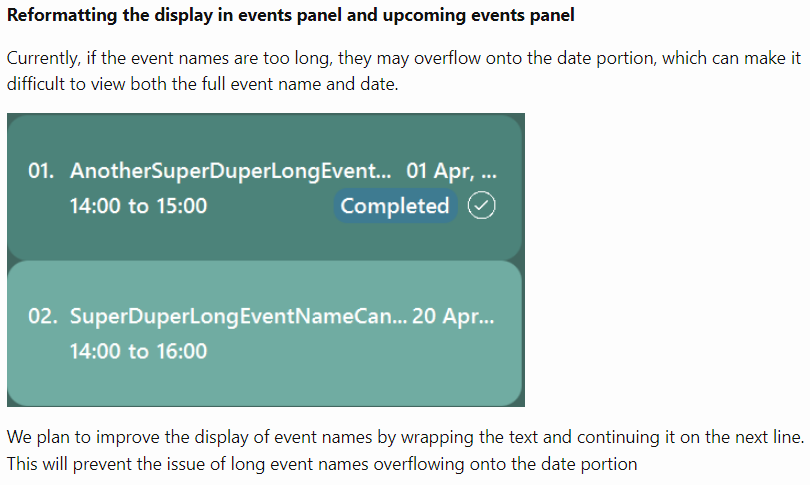 Reformatting the display in events panel and upcoming events panel
Currently, if the event names are too long, they may overflow onto the date portion, which can make it
difficult to view both the full event name and date.
01. AnotherSuperDuperLongEvent... 01 Apr, ...
14:00 to 15:00 Completed
02. SuperDuperLongEventNameCan... 20 Apr...
14:00 to 16:00
We plan to improve the display of event names by wrapping the text and continuing it on the next line.
This will prevent the issue of long event names overflowing onto the date portion